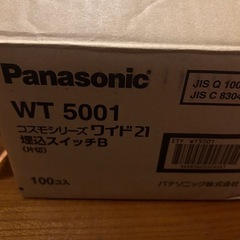 Panasonic
JIS Q 100
JIS C 8304
WT 5001
コスモシリーズ ワイド21
埋込スイッチB
(片切)
100コ入
パナソニック株式会